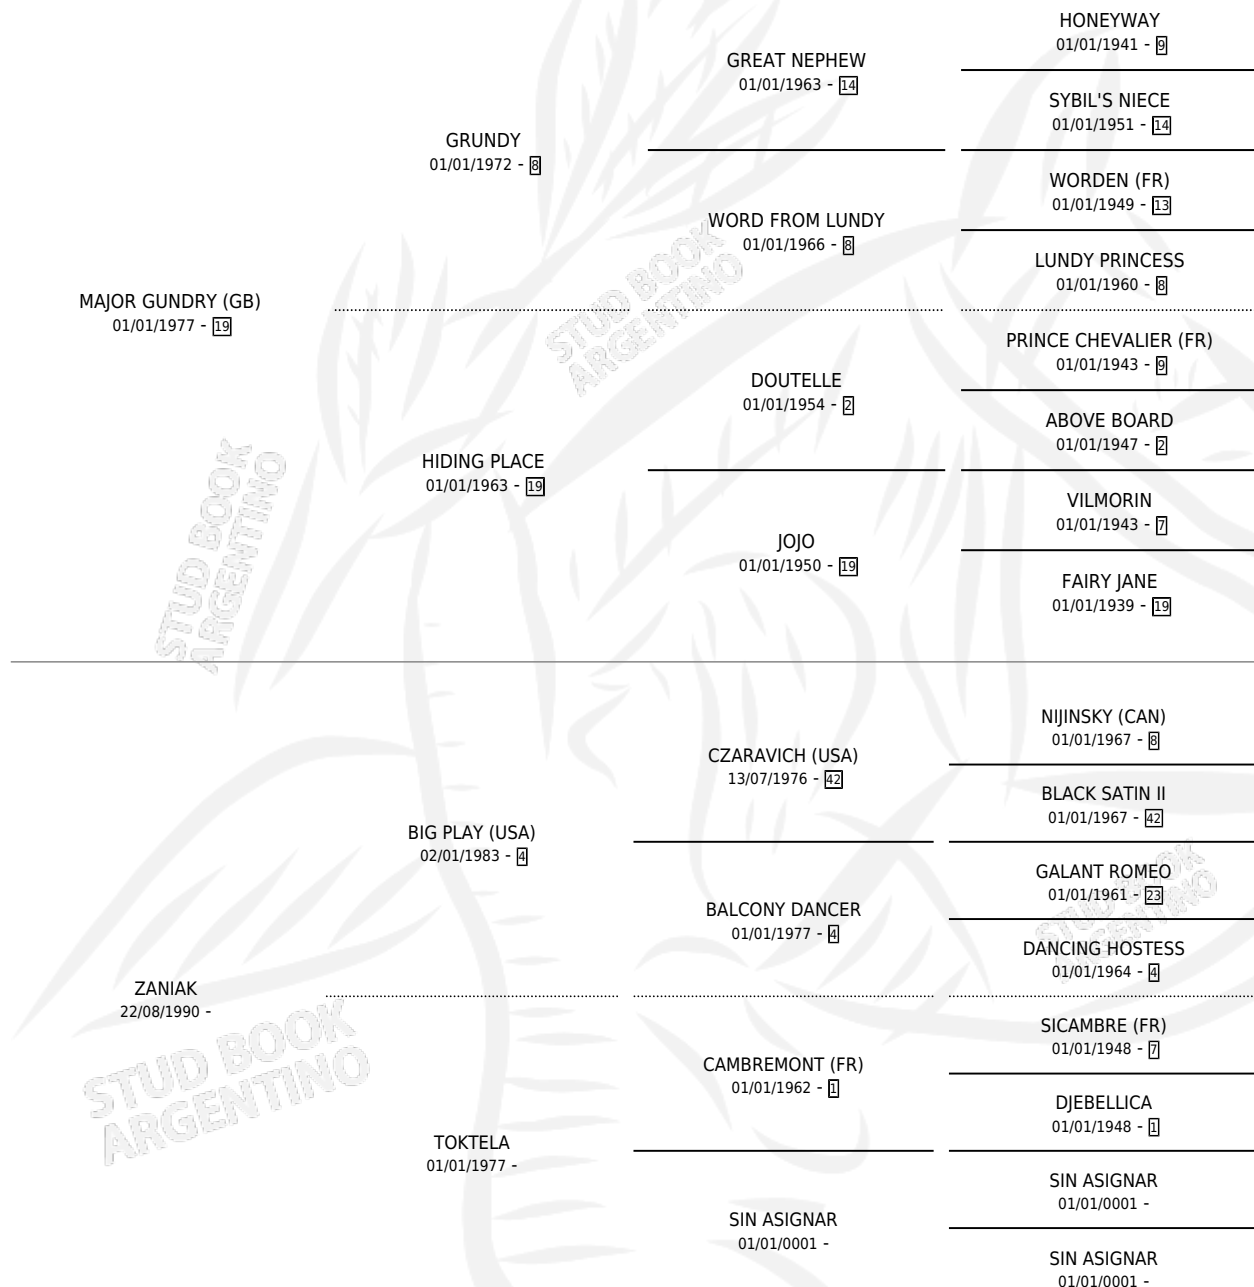 HONEYWAY
01/01/1941 - 9
GREAT NEPHEW
01/01/1963 - 14
SYBIL'S NIECE
01/01/1951 - 14
GRUNDY
01/01/1972 - 8
WORDEN (FR)
01/01/1949 - 13
WORD FROM LUNDY
01/01/1966 - 8
LUNDY PRINCESS
01/01/1960 - 8
MAJOR GUNDRY (GB)
01/01/1977 - 19
STUD BOOK
ARGENTINO
PRINCE CHEVALIER (FR)
01/01/1943 - 9
DOUTELLE
01/01/1954 - 2
ABOVE BOARD
01/01/1947 - 2
HIDING PLACE
01/01/1963 - 19
VILMORIN
01/01/1943 - 7
JOJO
01/01/1950 - 19
FAIRY JANE
01/01/1939 - 19
STUD BOOK
ARGENTINO
NIJINSKY (CAN)
01/01/1967 - 8
CZARAVICH (USA)
13/07/1976 - 42
BLACK SATIN II
01/01/1967 - 42
BIG PLAY (USA)
02/01/1983 - 4
GALANT ROMEO
01/01/1961 - 23
BALCONY DANCER
01/01/1977 - 4
DANCING HOSTESS
01/01/1964 - 4
STUD BOOK
ARGENTINO
ZANIAK
22/08/1990 -
SICAMBRE (FR)
01/01/1948 - 7
CAMBREMONT (FR)
01/01/1962 - 1
DJEBELLICA
01/01/1948 - 1
STUD BOOK
ARGENTINO
TOKTELA
01/01/1977 -
SIN ASIGNAR
01/01/0001 -
SIN ASIGNAR
01/01/0001 -
SIN ASIGNAR
01/01/0001 -